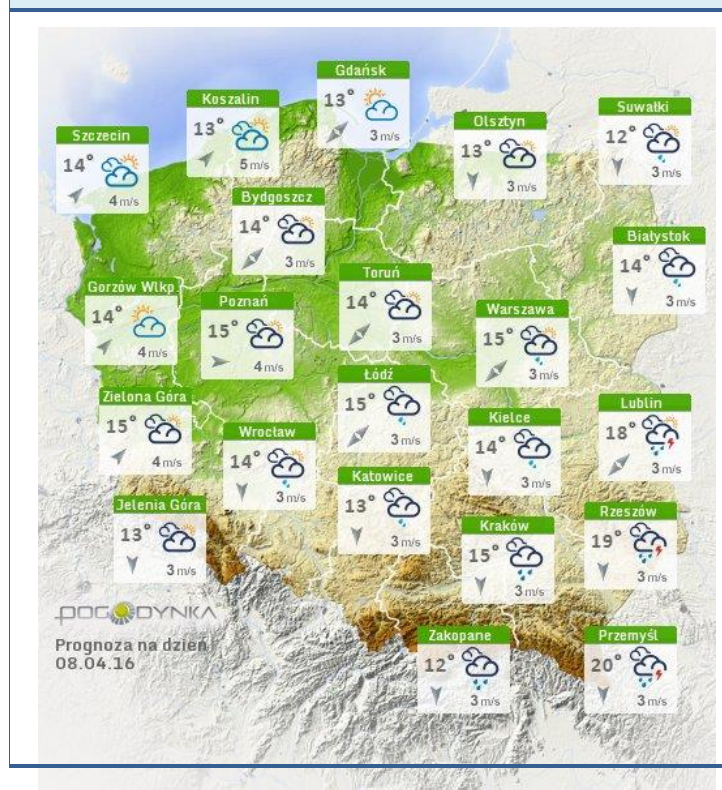 Gdańsk
13°
3 m/s
Koszalin
13°
5 m/s
Suwałki
12°
3 m/s
Olsztyn
13°
3 m/s
Szczecin
14°
4 m/s
Bydgoszcz
14°
3 m/s
Białystok
14°
3 m/s
Toruń
14°
3 m/s
Gorzów Wlkp
14°
4 m/s
Poznań
15°
4 m/s
Warszawa
15°
3 m/s
Łódź
15°
3 m/s
Zielona Góra
15°
4 m/s
Lublin
18°
3 m/s
Kielce
14°
3 m/s
Wrocław
14°
3 m/s
Katowice
13°
3 m/s
Jelenia Góra
13°
3 m/s
Rzeszów
19°
3 m/s
Kraków
15°
3 m/s
POGODYNKA
Prognoza na dzień
08.04.16
Zakopane
12°
3 m/s
Przemyśl
20°
3 m/s